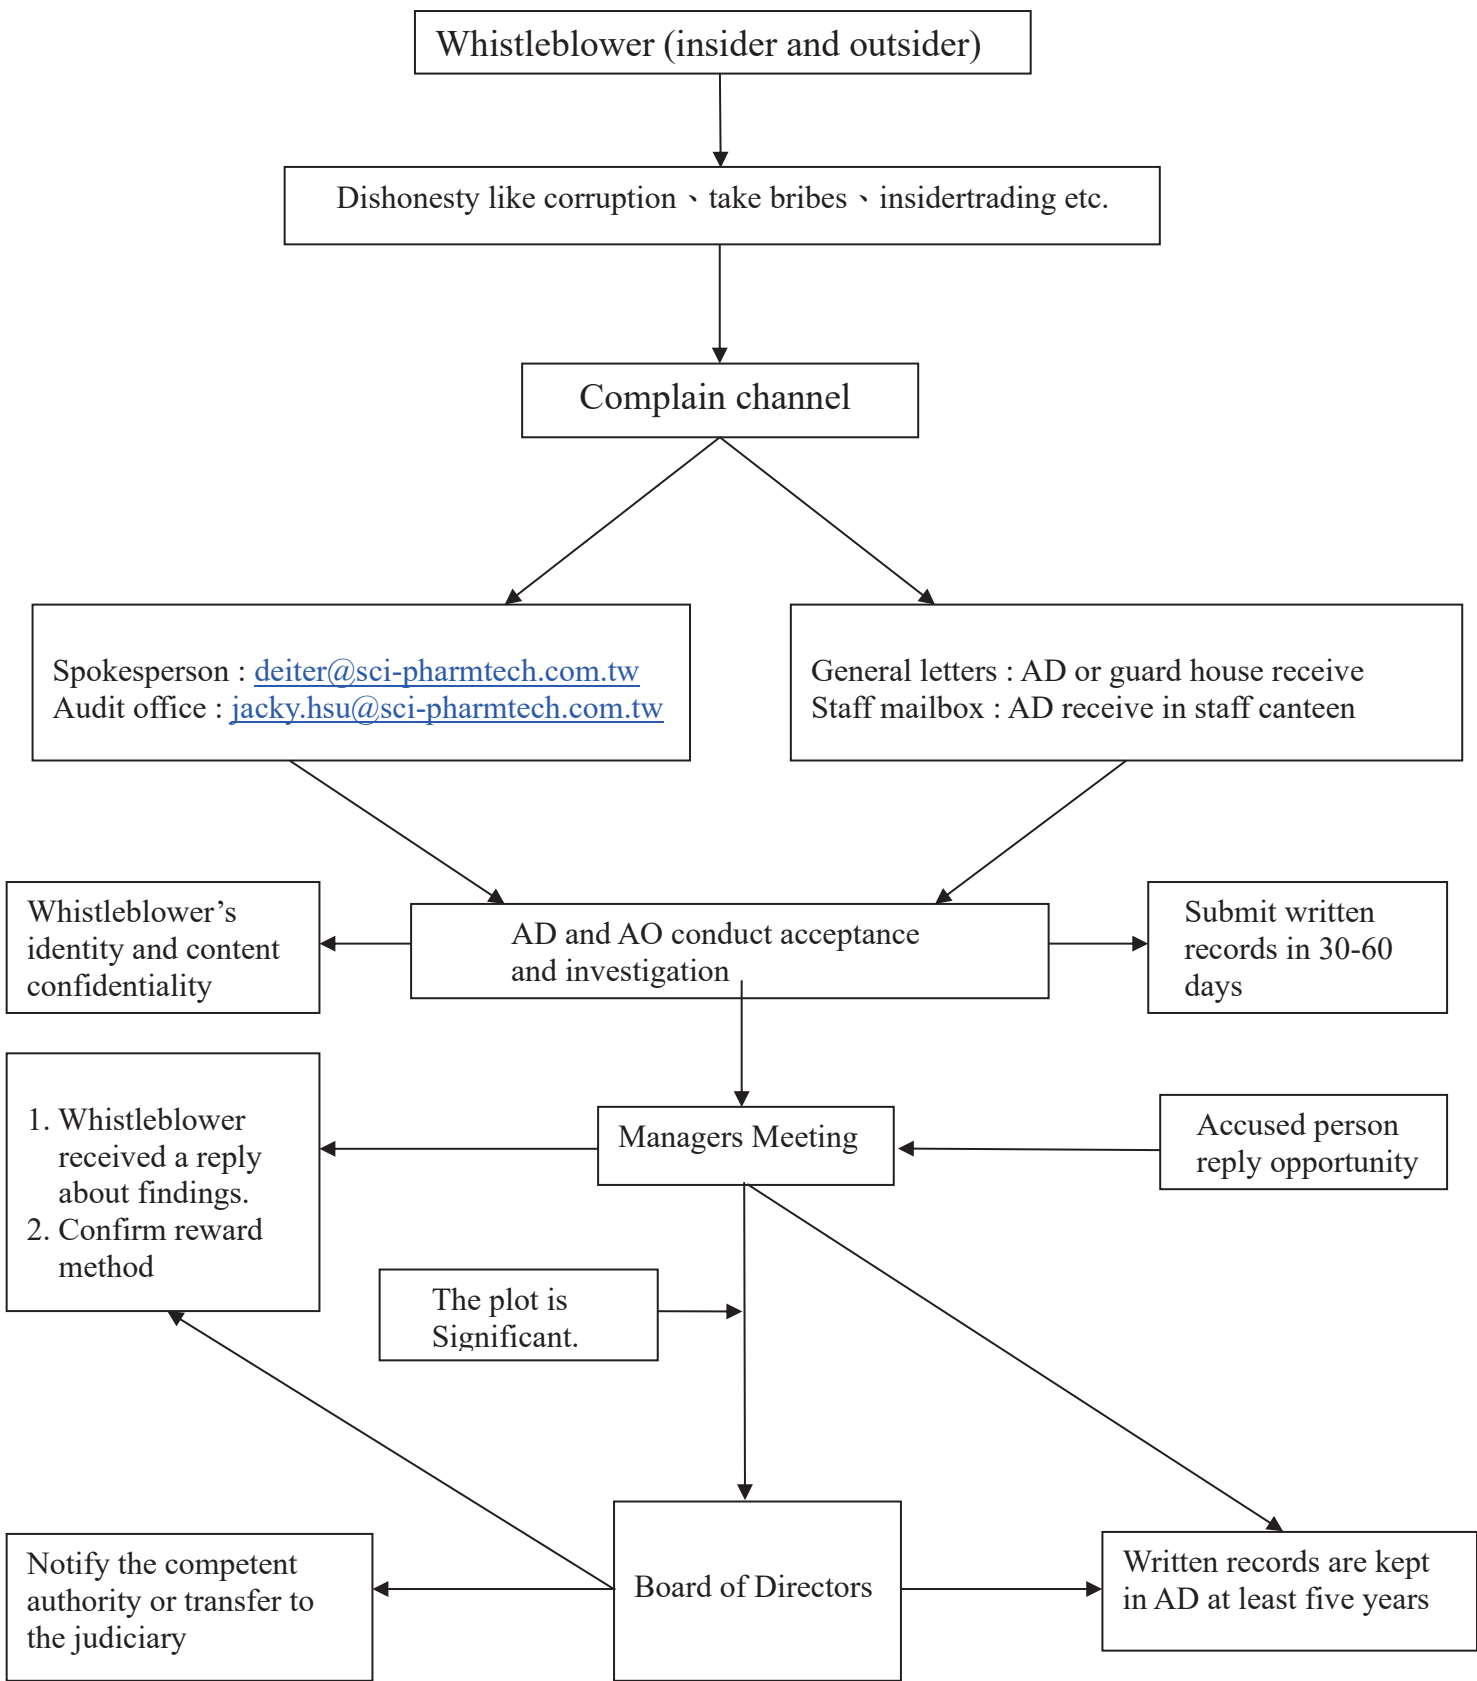 Whistleblower (insider and outsider)
Dishonesty like corruption、take bribes、insidertrading etc.
Complain channel
Spokesperson : deiter@sci-pharmtech.com.tw
Audit office : jacky.hsu@sci-pharmtech.com.tw
General letters : AD or guard house receive
Staff mailbox : AD receive in staff canteen
Whistleblower’s
identity and content
confidentiality
AD and AO conduct acceptance
and investigation
Submit written
records in 30-60
days
1. Whistleblower
received a reply
about findings.
2. Confirm reward
method
Managers Meeting
Accused person
reply opportunity
The plot is
Significant.
Notify the competent
authority or transfer to
the judiciary
Board of Directors
Written records are kept
in AD at least five years